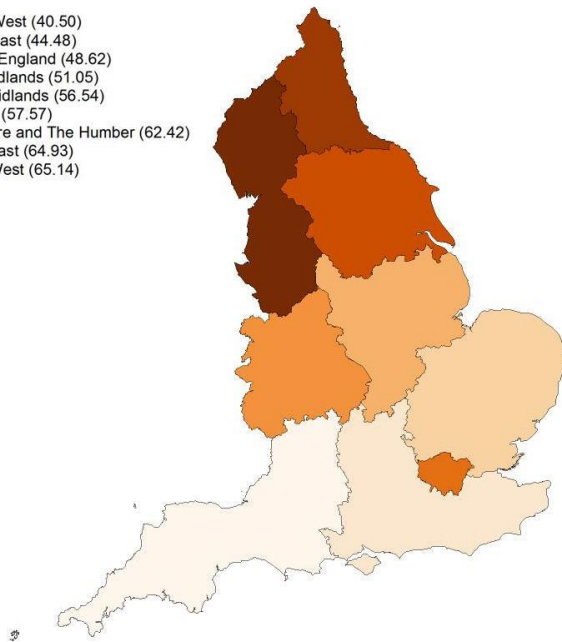 West (40.50)
ast (44.48)
England (48.62)
dlands (51.05)
idlands (56.54)
(57.57)
re and The Humber (62.42)
ast (64.93)
West (65.14)